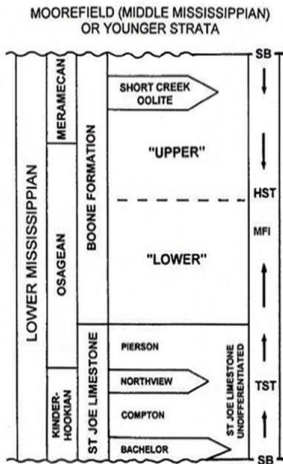 MOOREFIELD (MIDDLE MISSISSIPPIAN)
OR YOUNGER STRATA
SB
LOWER MISSISSIPPIAN
MERAMECAN
OSAGEAN
KINDER-
HOOKIAN
BOONE FORMATION
ST JOE LIMESTONE
SHORT CREEK
OOLITE
"UPPER"
HST
MFI
"LOWER"
PIERSON
NORTHVIEW
COMPTON
BACHELOR
ST JOE LIMESTONE
UNDIFFERENTIATED
TST
SB